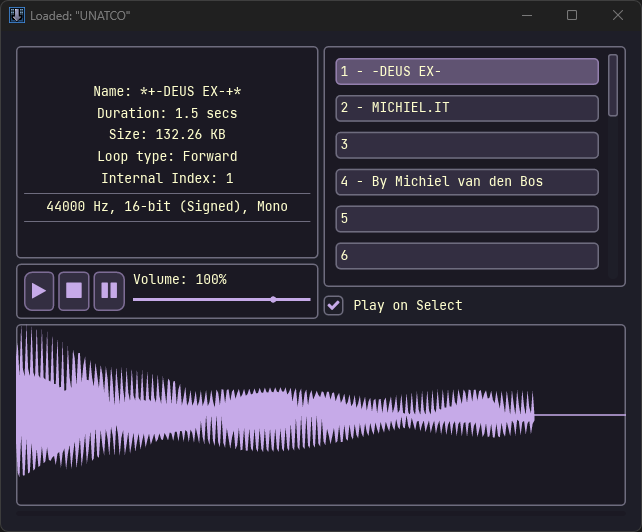 Loaded: "UNATCO"
Name: *+-DEUS EX-+*
Duration: 1.5 secs
Size: 132.26 KB
Loop type: Forward
Internal Index: 1
44000 Hz, 16-bit (Signed), Mono
Volume: 100%
1 - -DEUS EX-
2 - MICHIEL.IT
3
4 - By Michiel van den Bos
5
6
Play on Select